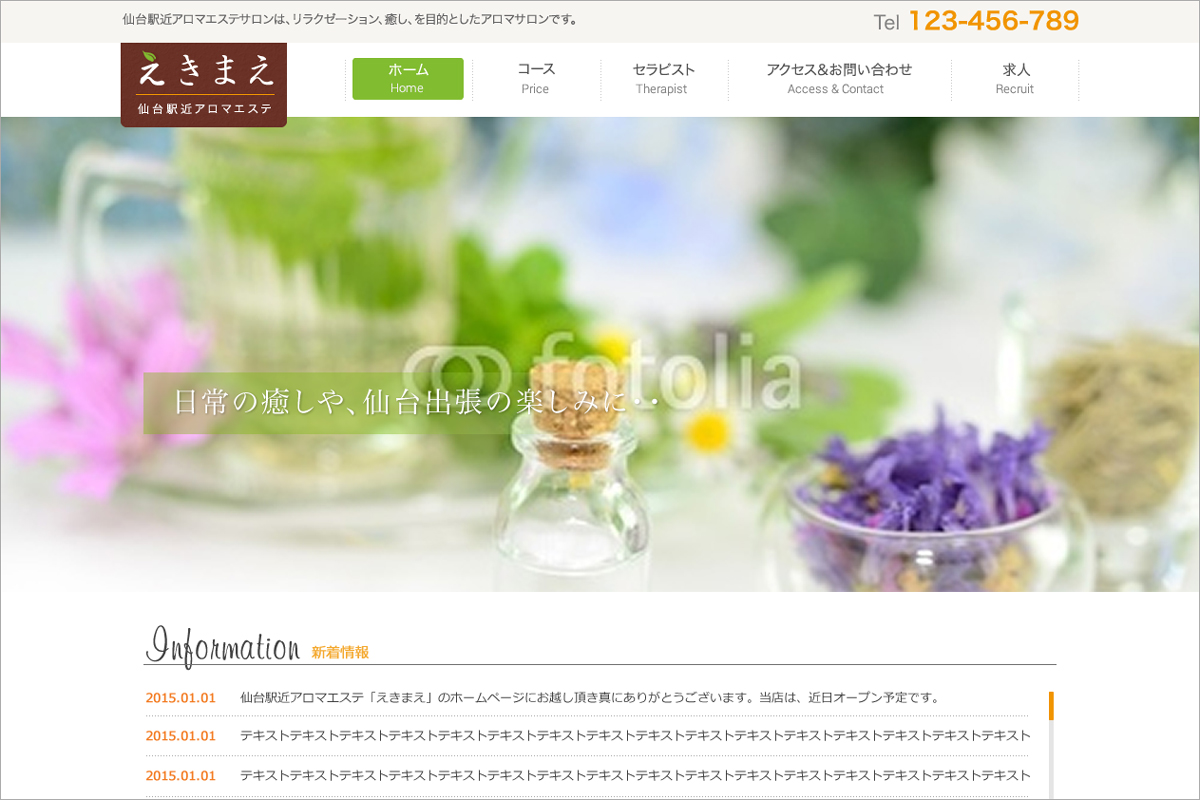 仙台駅近アロマエステサロンは、リラクゼーション、癒し、を目的としたアロマサロンです。
Tel 123-456-789
えきまえ
仙台駅近アロマエステ
ホーム
Home
コース
Price
セラピスト
Therapist
アクセス&お問い合わせ
Access & Contact
求人
Recruit
fotolia
日常の癒しや、仙台出張の楽しみに・・
Information 新着情報
2015.01.01 仙台駅近アロマエステ「えきまえ」のホームページにお越し頂き真にありがとうございます。当店は、近日オープン予定です。
2015.01.01 テキストテキストテキストテキストテキストテキストテキストテキストテキストテキストテキストテキストテキストテキストテキストテキスト
2015.01.01 テキストテキストテキストテキストテキストテキストテキストテキストテキストテキストテキストテキストテキストテキストテキストテキスト